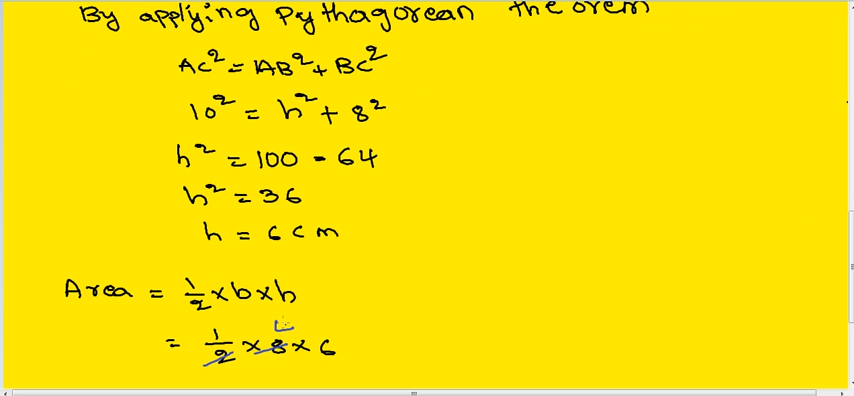 By applying Pythagorean theorem
AC² = AB² + BC²
10² = h² + 8²
h² = 100 - 64
h² = 36
h = 6 cm
Area = 1/2 × b × h
= 1/2 × 8 × 6